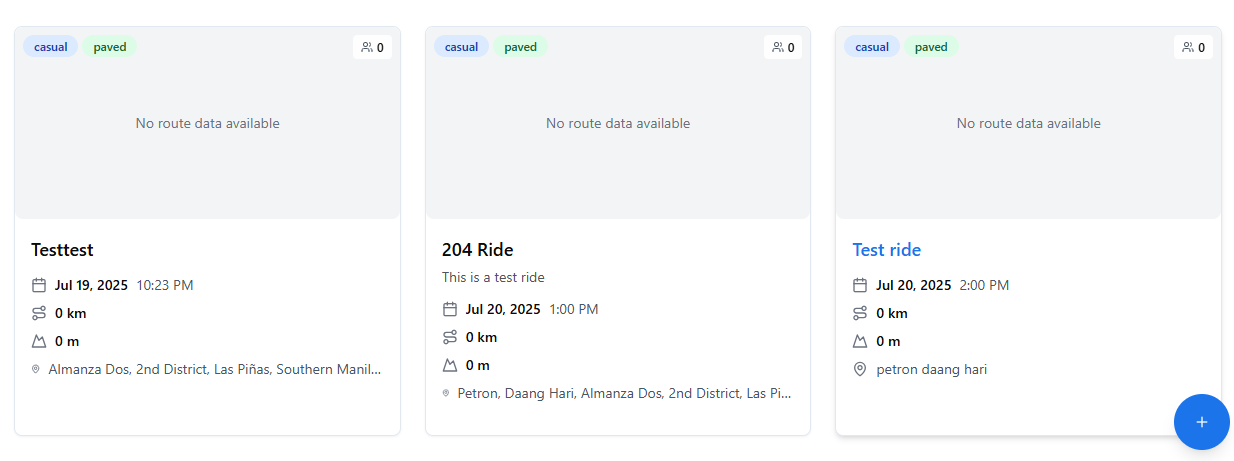 casual paved 0
No route data available
Testtest
Jul 19, 2025 10:23 PM
0 km
0 m
Almanza Dos, 2nd District, Las Piñas, Southern Manil...
casual paved 0
No route data available
204 Ride
This is a test ride
Jul 20, 2025 1:00 PM
0 km
0 m
Petron, Daang Hari, Almanza Dos, 2nd District, Las Pi...
casual paved 0
No route data available
Test ride
Jul 20, 2025 2:00 PM
0 km
0 m
petron daang hari
+